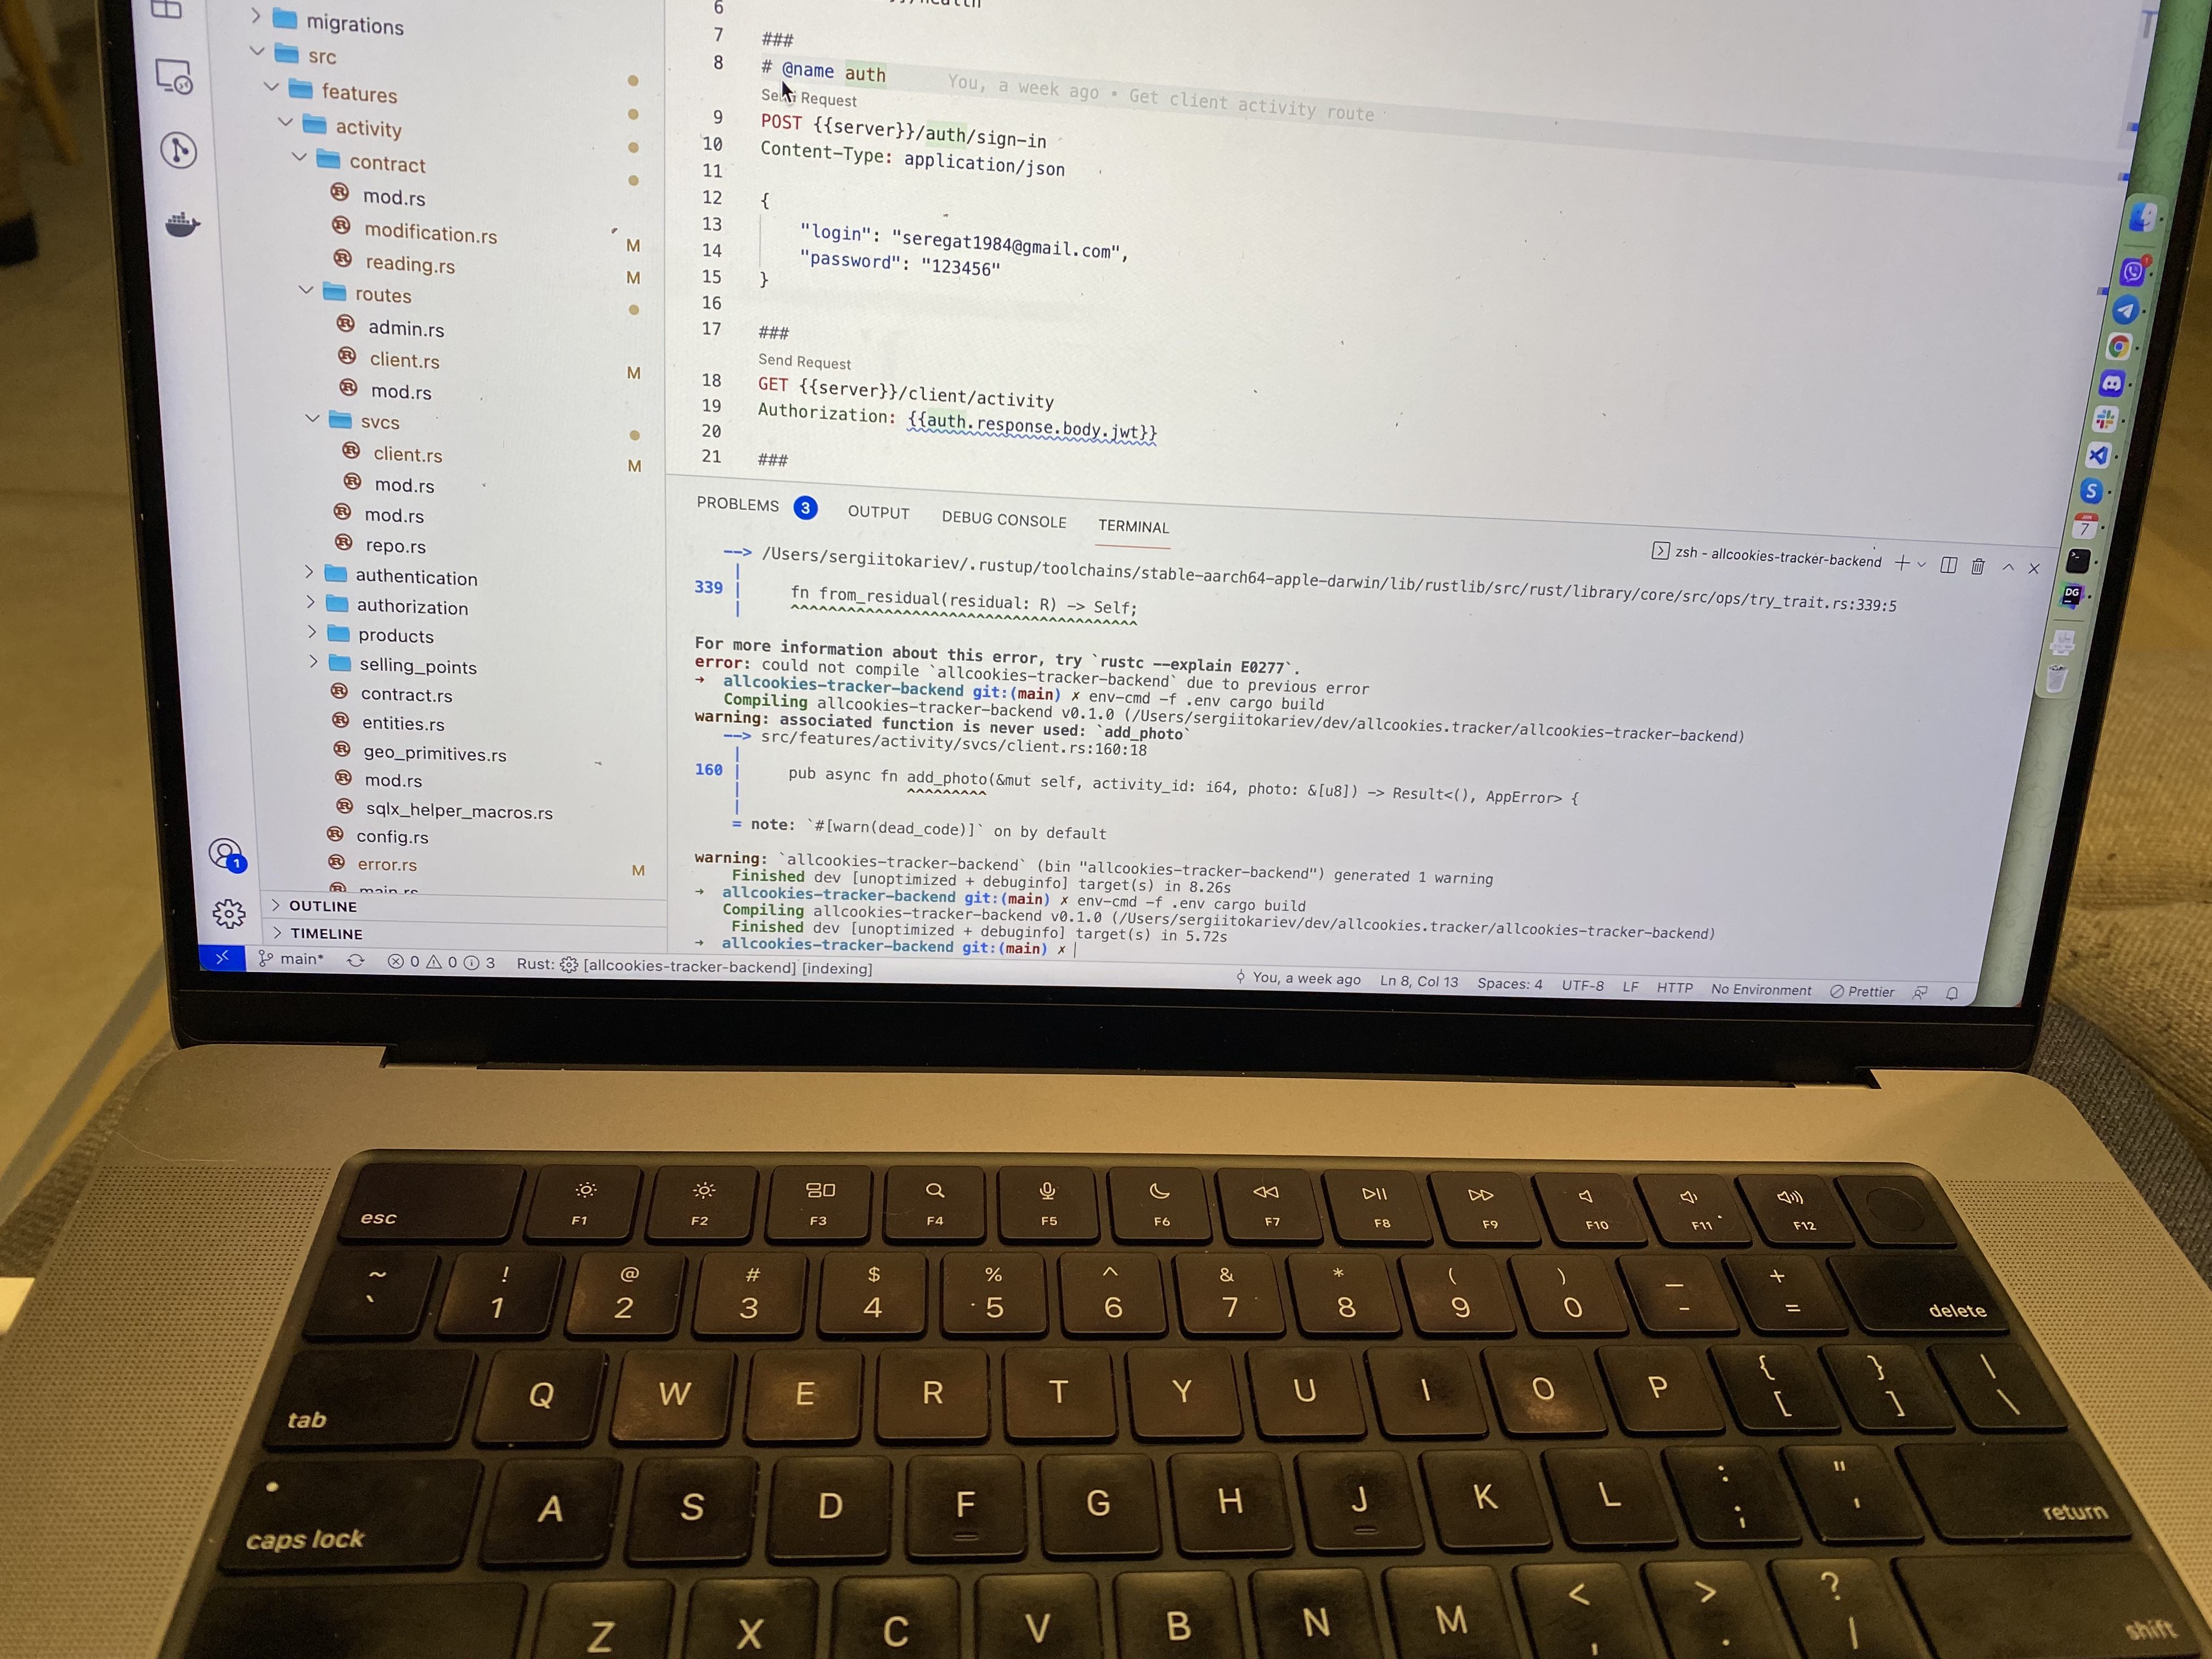 migrations
src
features
activity
contract
mod.rs
modification.rs M
reading.rs M
routes
admin.rs
client.rs M
mod.rs
svcs
client.rs M
mod.rs
mod.rs
repo.rs
authentication
authorization
products
selling_points
contract.rs
entities.rs
geo_primitives.rs
mod.rs
sqlx_helper_macros.rs
config.rs
error.rs M
main.rs
OUTLINE
TIMELINE
1
6
7 ###
8 # @name auth You, a week ago • Get client activity route
Send Request
9 POST {{server}}/auth/sign-in
10 Content-Type: application/json
11
12 {
13 "login": "seregat1984@gmail.com",
14 "password": "123456"
15 }
16
17 ###
Send Request
18 GET {{server}}/client/activity
19 Authorization: {{auth.response.body.jwt}}
20
21 ###
PROBLEMS 3 OUTPUT DEBUG CONSOLE TERMINAL
zsh - allcookies-tracker-backend
--> /Users/sergiitokariev/.rustup/toolchains/stable-aarch64-apple-darwin/lib/rustlib/src/rust/library/core/src/ops/try_trait.rs:339:5
|
339 | fn from_residual(residual: R) -> Self;
| ^^^^^^^^^^^^^^^^^^^^^^^^^^^^^^^^^^^^^^
For more information about this error, try `rustc --explain E0277`.
error: could not compile `allcookies-tracker-backend` due to previous error
→ allcookies-tracker-backend git:(main) ✗ env-cmd -f .env cargo build
Compiling allcookies-tracker-backend v0.1.0 (/Users/sergiitokariev/dev/allcookies.tracker/allcookies-tracker-backend)
warning: associated function is never used: `add_photo`
--> src/features/activity/svcs/client.rs:160:18
|
160 | pub async fn add_photo(&mut self, activity_id: i64, photo: &[u8]) -> Result<(), AppError> {
| ^^^^^^^^^
|
= note: `#[warn(dead_code)]` on by default
warning: `allcookies-tracker-backend` (bin "allcookies-tracker-backend") generated 1 warning
Finished dev [unoptimized + debuginfo] target(s) in 8.26s
→ allcookies-tracker-backend git:(main) ✗ env-cmd -f .env cargo build
Compiling allcookies-tracker-backend v0.1.0 (/Users/sergiitokariev/dev/allcookies.tracker/allcookies-tracker-backend)
Finished dev [unoptimized + debuginfo] target(s) in 5.72s
→ allcookies-tracker-backend git:(main) ✗
main* 0 0 3 Rust: [allcookies-tracker-backend] [indexing]
You, a week ago Ln 8, Col 13 Spaces: 4 UTF-8 LF HTTP No Environment Prettier
S
7
DG
esc F1 F2 F3 F4 F5 F6 F7 F8 F9 F10 F11 F12
~ ! @ # $ % ^ & * ( ) _ +
` 1 2 3 4 5 6 7 8 9 0 - = delete
tab Q W E R T Y U I O P { [ } ] | \
caps lock A S D F G H J K L : ; " ' return
Z X C V B N M < , > . ? / shift